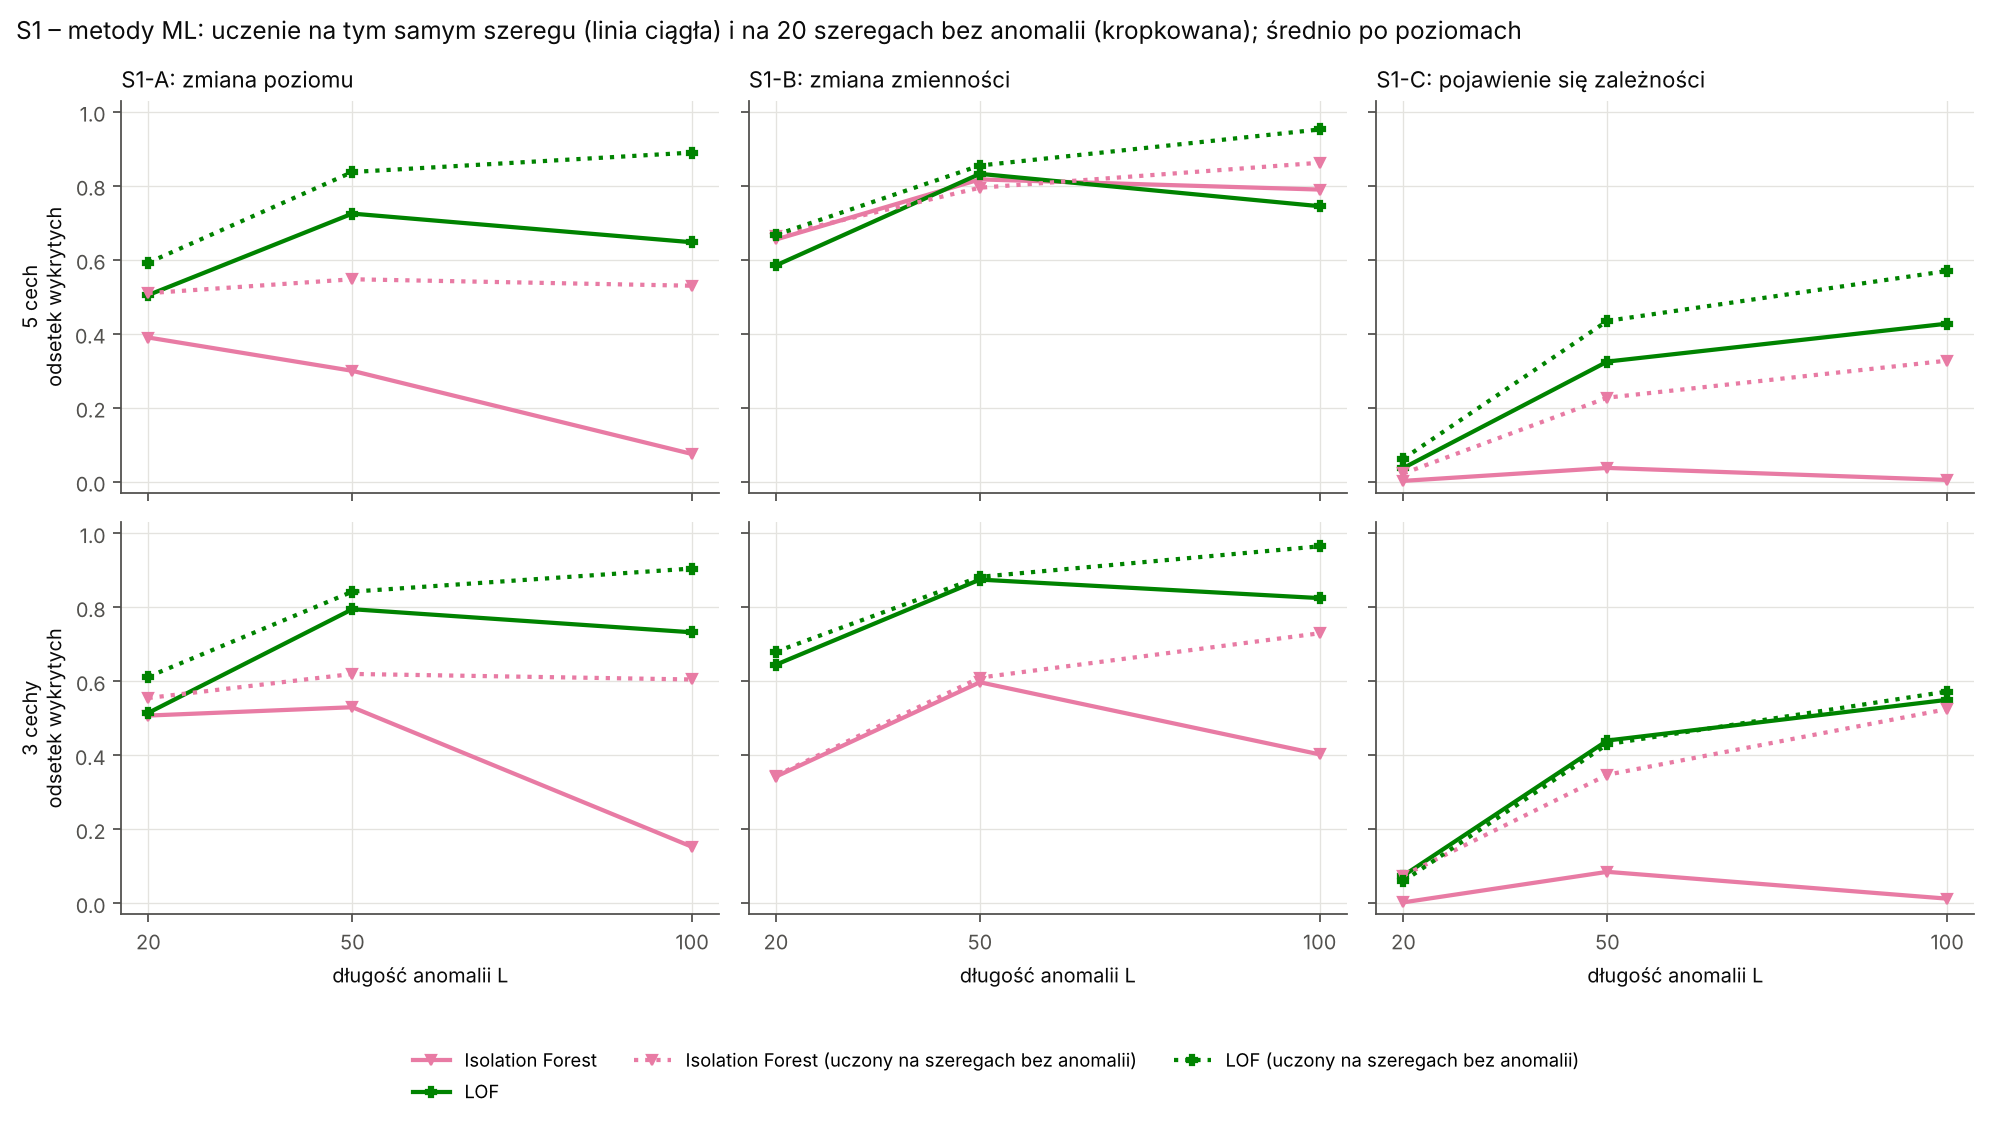 S1 – metody ML: uczenie na tym samym szeregu (linia ciągła) i na 20 szeregach bez anomalii (kropkowana); średnio po poziomach
S1-A: zmiana poziomu
S1-B: zmiana zmienności
S1-C: pojawienie się zależności
5 cech
odsetek wykrytych
1.0
0.8
0.6
0.4
0.2
0.0
3 cechy
odsetek wykrytych
1.0
0.8
0.6
0.4
0.2
0.0
20 50 100
20 50 100
20 50 100
długość anomalii L
długość anomalii L
długość anomalii L
Isolation Forest
Isolation Forest (uczony na szeregach bez anomalii)
LOF (uczony na szeregach bez anomalii)
LOF